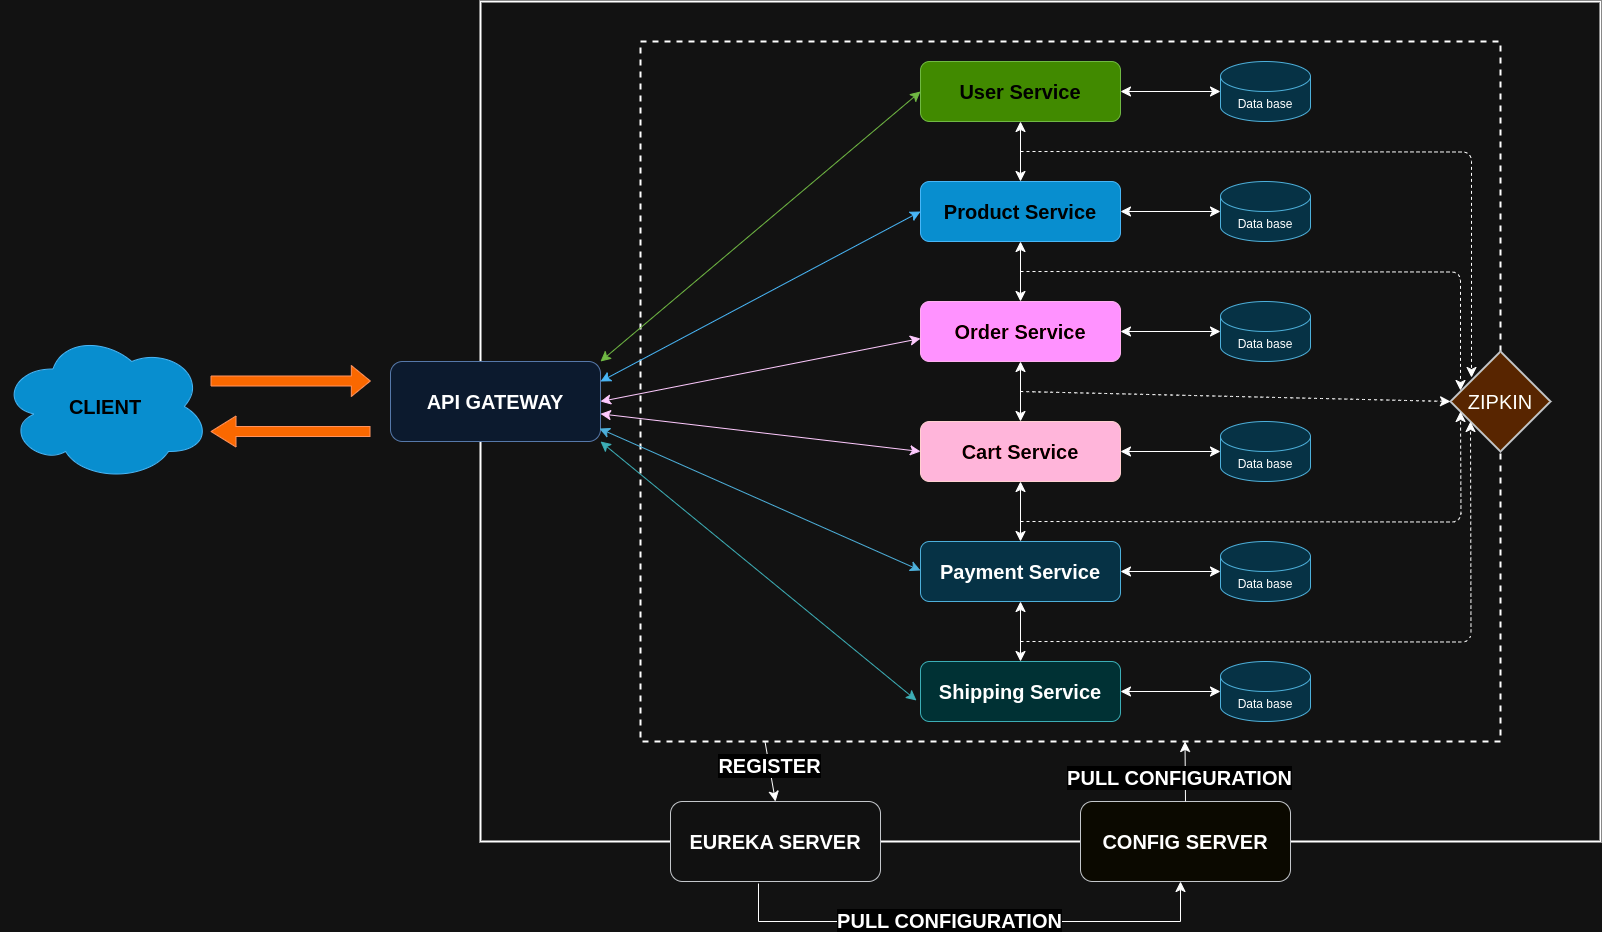 User Service
Data base
Product Service
Data base
Order Service
Data base
CLIENT
API GATEWAY
ZIPKIN
Cart Service
Data base
Payment Service
Data base
Shipping Service
Data base
REGISTER
PULL CONFIGURATION
EUREKA SERVER
CONFIG SERVER
PULL CONFIGURATION